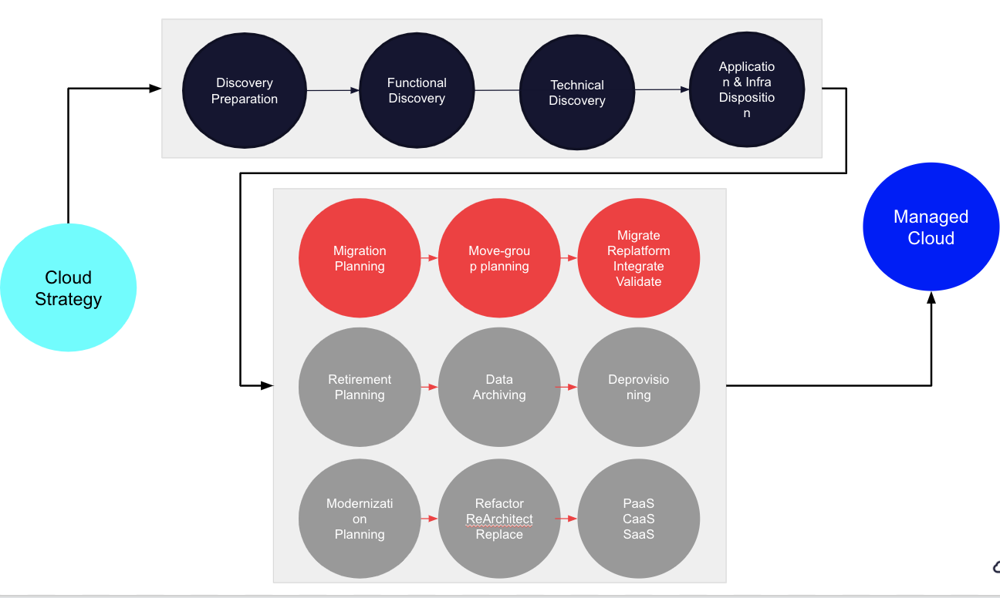 Discovery
Preparation
Functional
Discovery
Technical
Discovery
Applicatio
n & Infra
Dispositio
n
Cloud
Strategy
Migration
Planning
Move-grou
p planning
Migrate
Replatform
Integrate
Validate
Managed
Cloud
Retirement
Planning
Data
Archiving
Deprovisio
ning
Modernizati
on
Planning
Refactor
ReArchitect
Replace
PaaS
CaaS
SaaS